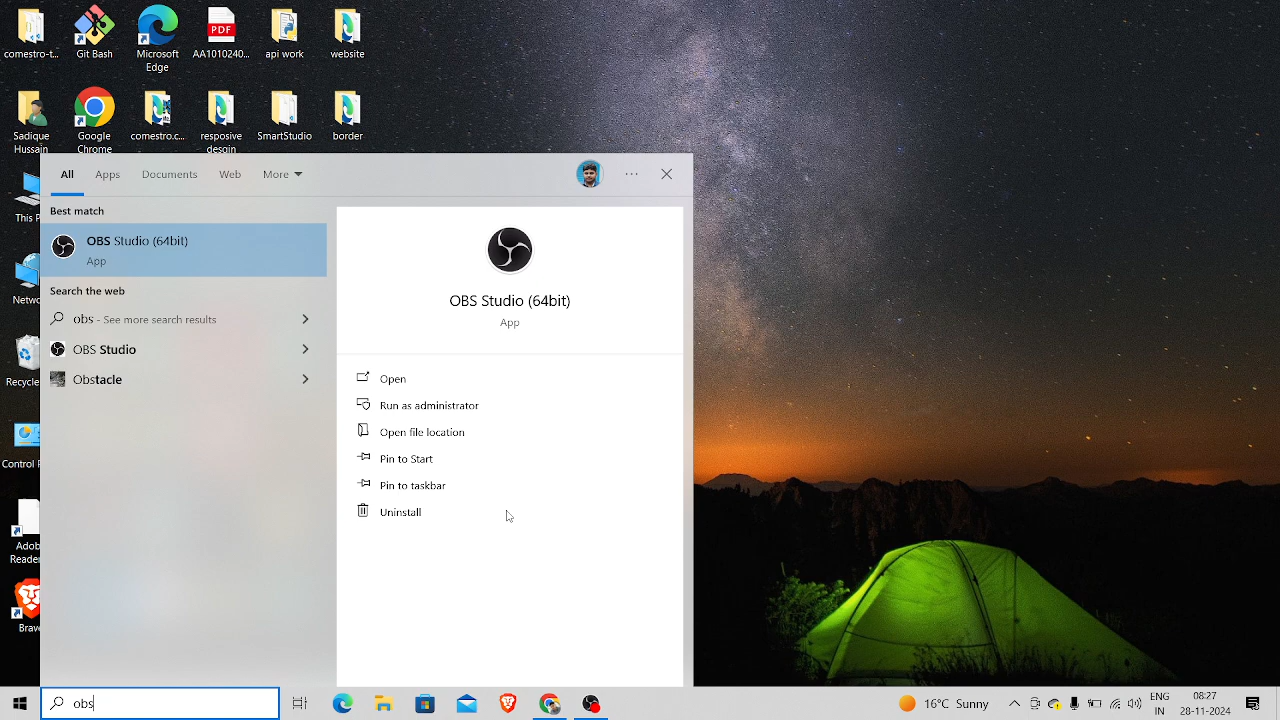 comestro-t...
Git Bash
Microsoft Edge
PDF
AA1010240...
api work
website
Sadique Hussain
Google Chrome
comestro.c...
resposive despin
SmartStudio
border
All
Apps
Documents
Web
More
Best match
OBS Studio (64bit)
App
Search the web
obs - See more search results
OBS Studio
Obstacle
OBS Studio (64bit)
App
Open
Run as administrator
Open file location
Pin to Start
Pin to taskbar
Uninstall
This P
Netwo
Recycle
Control P
Adob
Reade
Brav
obs
16°C Sunny
ENG
IN
08:27
28-11-2024